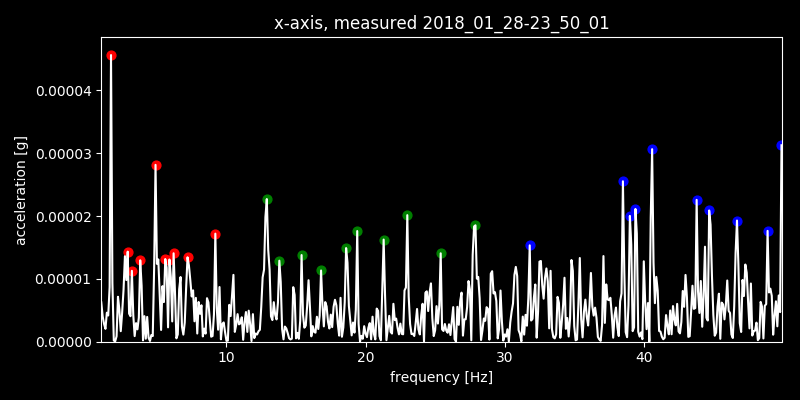 x-axis, measured 2018_01_28-23_50_01
acceleration [g]
0.00004
0.00003
0.00002
0.00001
0.00000
10 20 30 40
frequency [Hz]